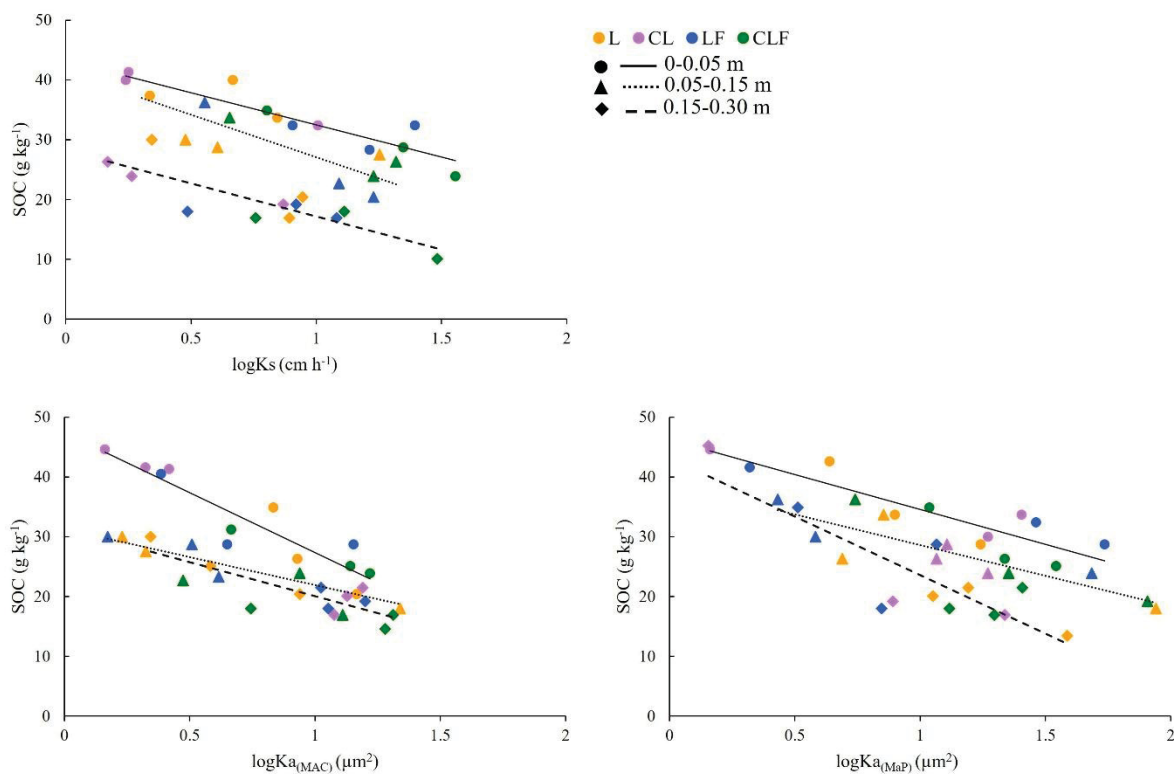 50
40
30
20
10
0
SOC (g kg⁻¹)
0 0.5 1 1.5 2
logKs (cm h⁻¹)
L CL LF CLF
0-0.05 m
0.05-0.15 m
0.15-0.30 m
50
40
30
20
10
0
SOC (g kg⁻¹)
0 0.5 1 1.5 2
logKa(MAC) (µm²)
50
40
30
20
10
0
SOC (g kg⁻¹)
0 0.5 1 1.5 2
logKa(MaP) (µm²)